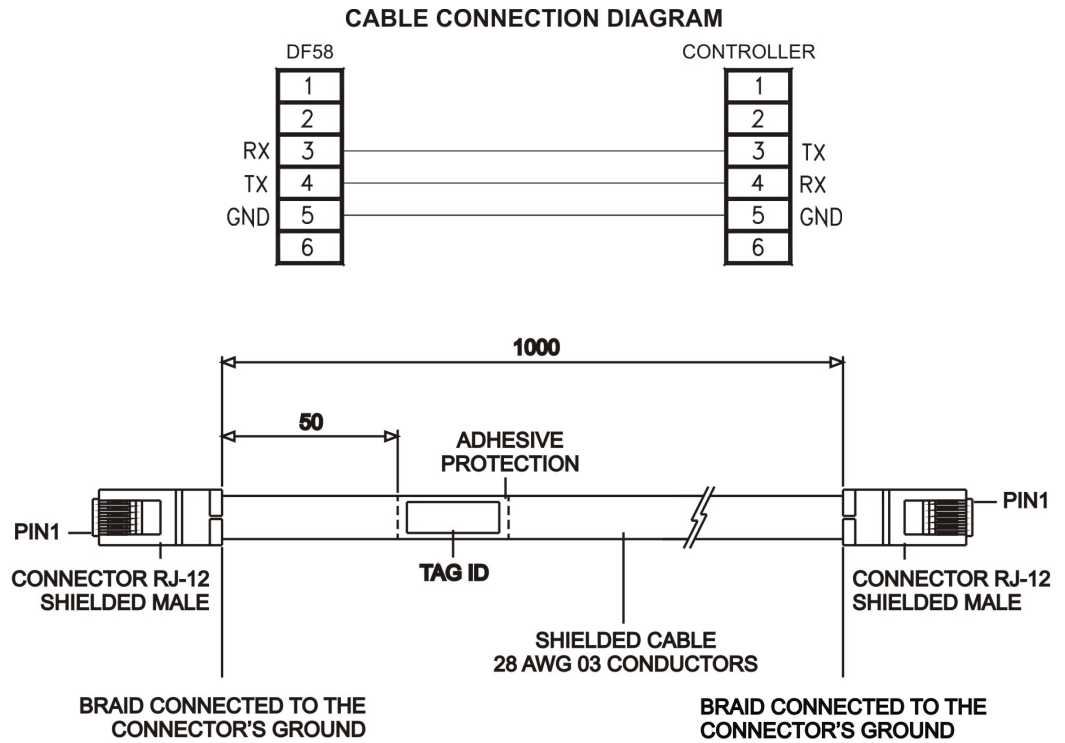 CABLE CONNECTION DIAGRAM
DF58
CONTROLLER
1
1
2
2
RX 3
3 TX
TX 4
4 RX
GND 5
5 GND
6
6
1000
50
ADHESIVE
PROTECTION
PIN1
PIN1
TAG ID
CONNECTOR RJ-12
SHIELDED MALE
CONNECTOR RJ-12
SHIELDED MALE
SHIELDED CABLE
28 AWG 03 CONDUCTORS
BRAID CONNECTED TO THE
CONNECTOR'S GROUND
BRAID CONNECTED TO THE
CONNECTOR'S GROUND